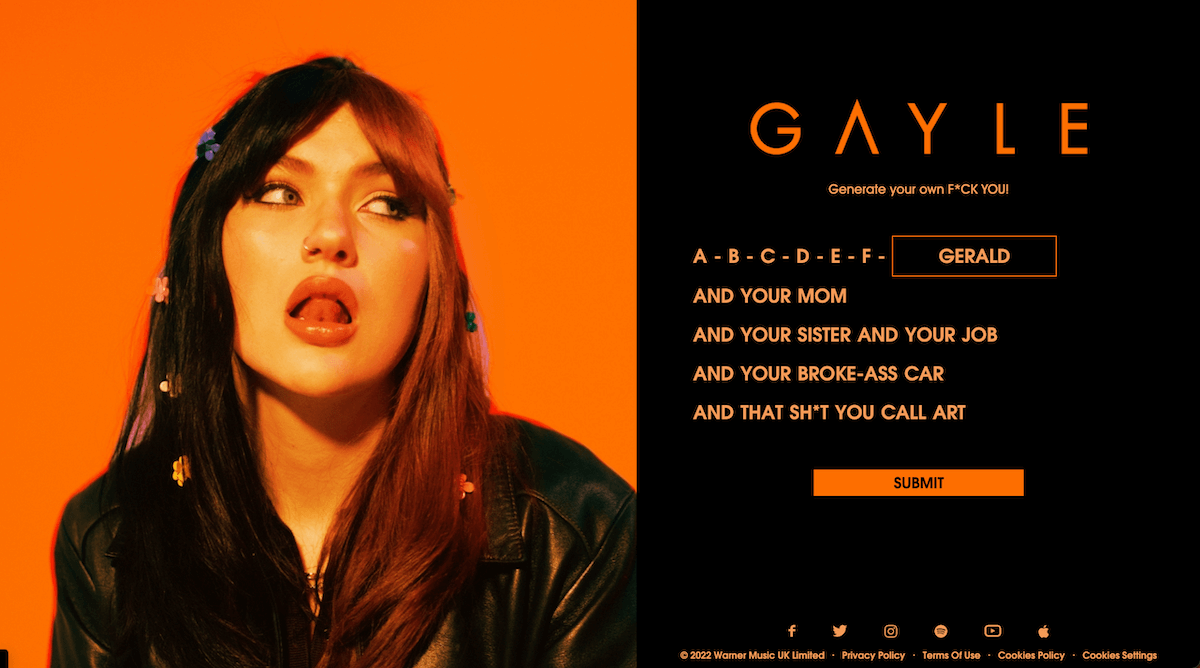 GAYLE
Generate your own F*CK YOU!
A - B - C - D - E - F - GERALD
AND YOUR MOM
AND YOUR SISTER AND YOUR JOB
AND YOUR BROKE-ASS CAR
AND THAT SH*T YOU CALL ART
SUBMIT
© 2022 Warner Music UK Limited · Privacy Policy · Terms Of Use · Cookies Policy · Cookies Settings